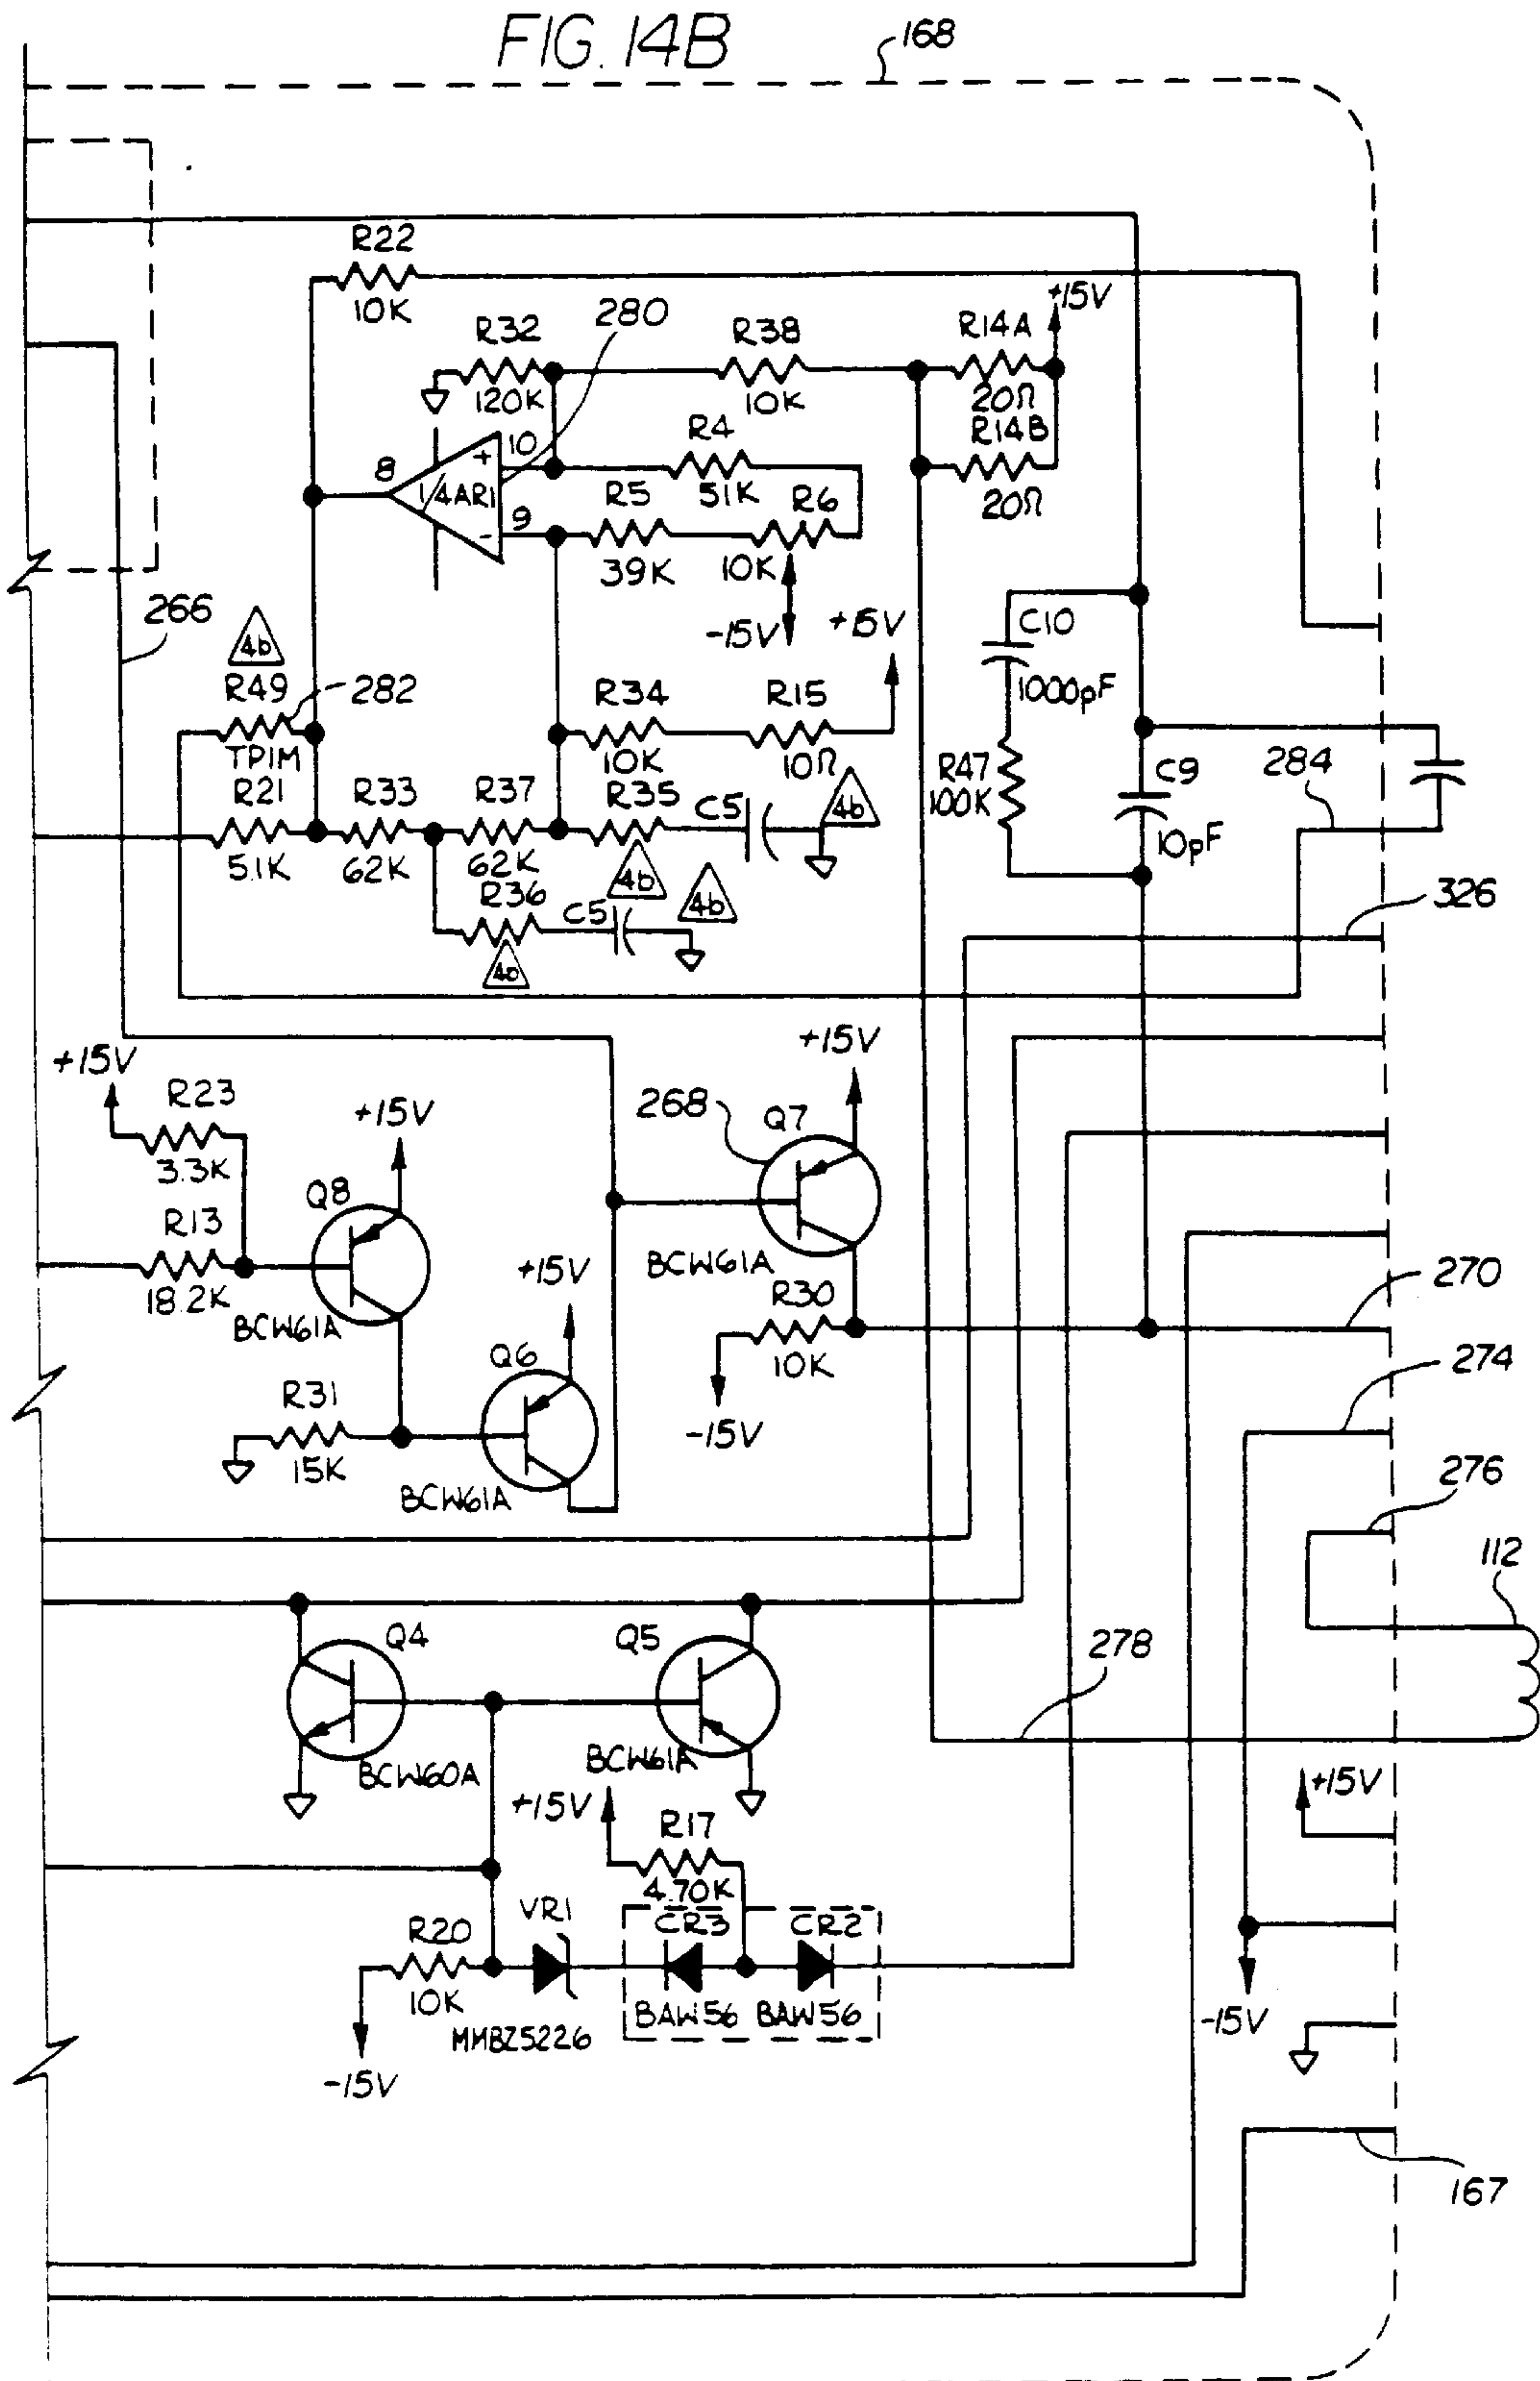 FIG. 14B
168
R22
10K
R32
120K
280
R38
10K
+15V
R14A
20Ω
R14B
20Ω
8
10
+
1/4AR1
9
-
R4
51K
R5
39K
R6
10K
-15V
+15V
266
4b
R49
282
TPIM
R21
5.1K
R33
62K
R37
62K
R34
10K
R15
10Ω
R35
4b
C5
4b
R36
4b
C5
4b
C10
1000pF
R47
100K
C9
10pF
284
326
+15V
R23
3.3K
R13
18.2K
+15V
Q8
BCW61A
R31
15K
+15V
Q6
BCW61A
+15V
268
Q7
BCW61A
R30
10K
-15V
270
274
276
112
278
Q4
BCW60A
Q5
BCW61A
+15V
R17
4.70K
R20
10K
-15V
VR1
MMBZ5226
CR3
BAW56
CR2
BAW56
+15V
-15V
167